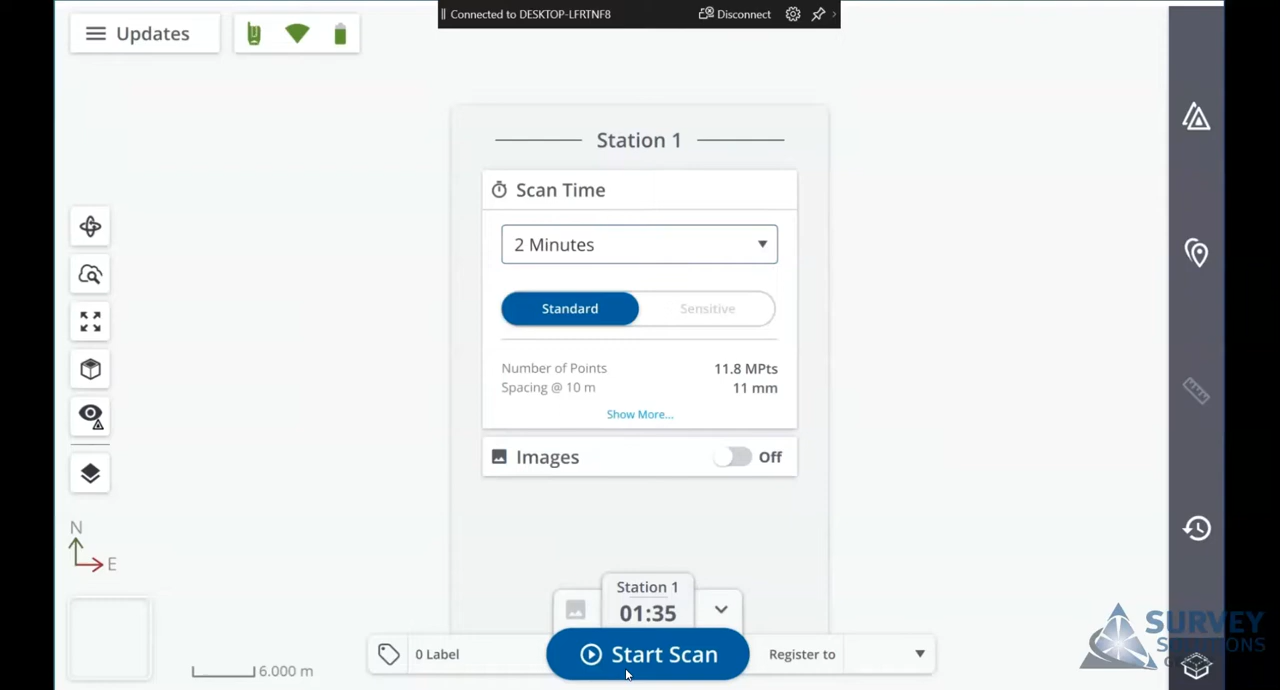 Connected to DESKTOP-LFRTNF8 Disconnect
Updates
Station 1
Scan Time
2 Minutes
Standard Sensitive
Number of Points 11.8 MPts
Spacing @ 10 m 11 mm
Show More...
Images Off
N
E
Station 1
01:35
0 Label Start Scan Register to
6.000 m
SURVEY
SOLUTIONS